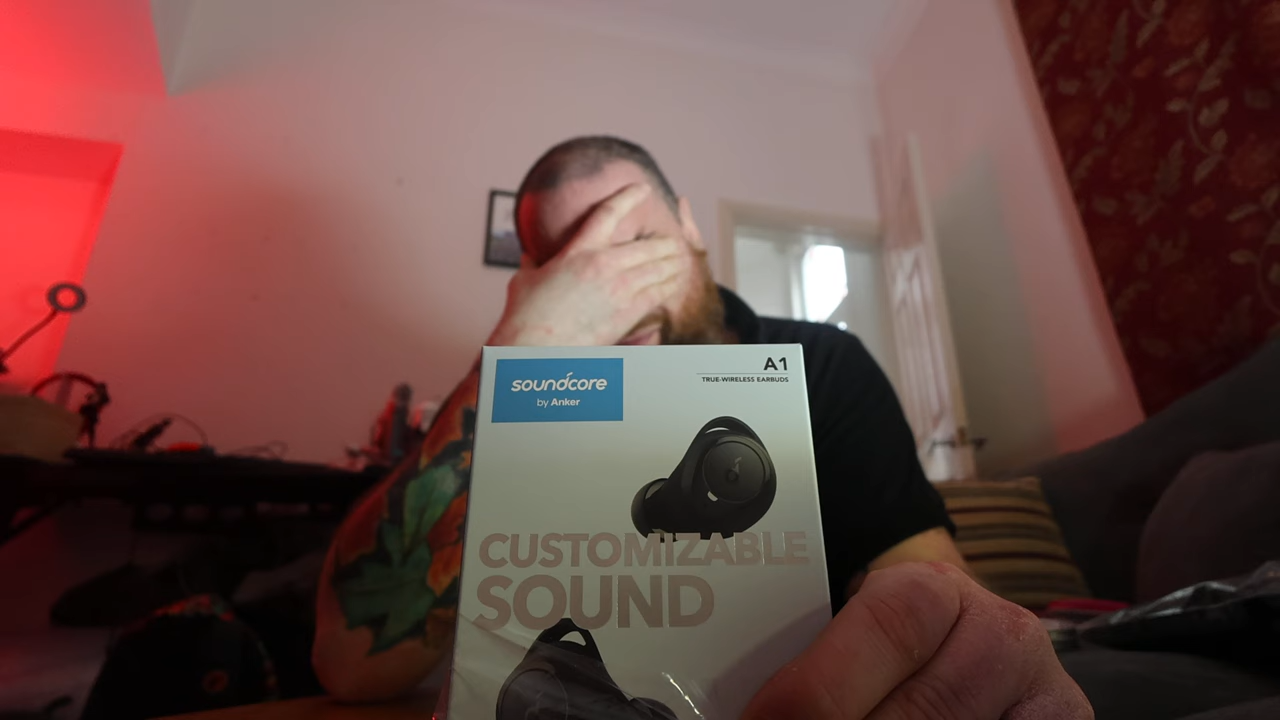 soundcore
by Anker
A1
TRUE-WIRELESS EARBUDS
CUSTOMIZABLE
SOUND